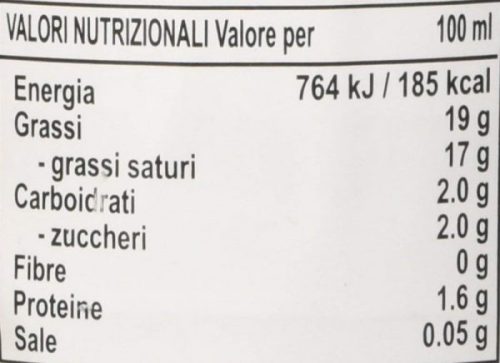 VALORI NUTRIZIONALI Valore per 100 ml
Energia 764 kJ / 185 kcal
Grassi 19 g
- grassi saturi 17 g
Carboidrati 2.0 g
- zuccheri 2.0 g
Fibre 0 g
Proteine 1.6 g
Sale 0.05 g